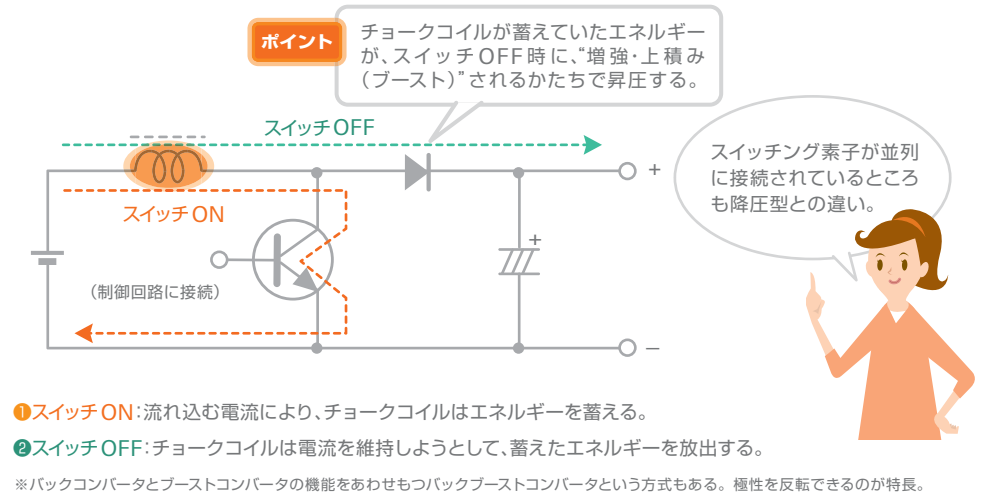 ポイント
チョークコイルが蓄えていたエネルギー
が、スイッチOFF時に、“増強・上積み
（ブースト）”されるかたちで昇圧する。
スイッチOFF
スイッチング素子が並列
に接続されているところ
も降圧型との違い。
+
スイッチON
+
（制御回路に接続）
−
❶スイッチON：流れ込む電流により、チョークコイルはエネルギーを蓄える。
❷スイッチOFF：チョークコイルは電流を維持しようとして、蓄えたエネルギーを放出する。
※バックコンバータとブーストコンバータの機能をあわせもつバックブーストコンバータという方式もある。極性を反転できるのが特長。